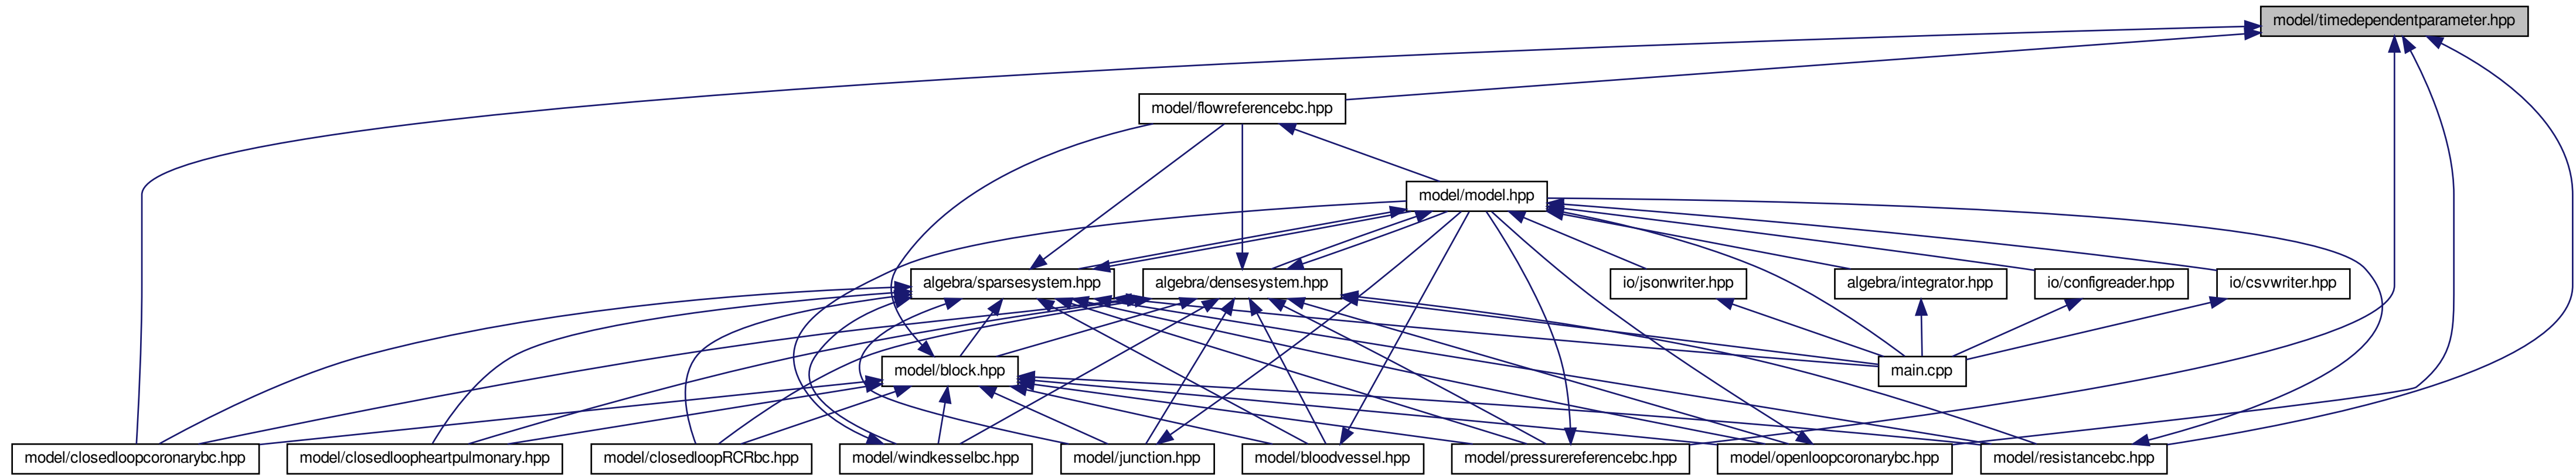 model/timedependentparameter.hpp
model/flowreferencebc.hpp
model/model.hpp
algebra/sparsesystem.hpp
algebra/densesystem.hpp
io/jsonwriter.hpp
algebra/integrator.hpp
io/configreader.hpp
io/csvwriter.hpp
model/block.hpp
main.cpp
model/closedloopcoronarybc.hpp
model/closedloopheartpulmonary.hpp
model/closedloopRCRbc.hpp
model/windkesselbc.hpp
model/junction.hpp
model/bloodvessel.hpp
model/pressurereferencebc.hpp
model/openloopcoronarybc.hpp
model/resistancebc.hpp